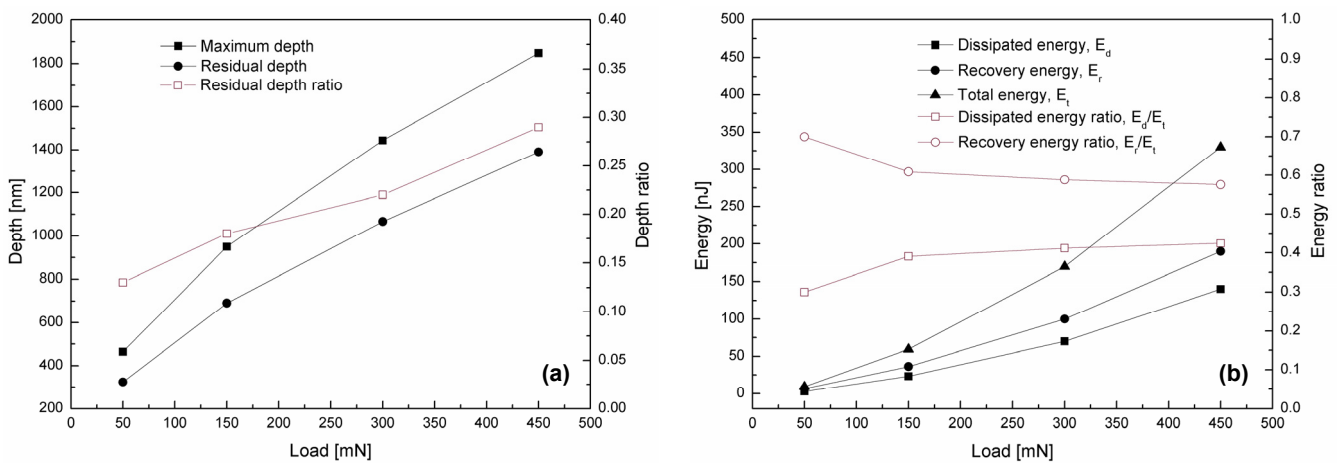 (a)
2000
1800
1600
1400
1200
1000
800
600
400
200
Depth [nm]
0.40
0.35
0.30
0.25
0.20
0.15
0.10
0.05
0.00
Depth ratio
Maximum depth
Residual depth
Residual depth ratio
(a)
0 50 100 150 200 250 300 350 400 450 500
Load [mN]
(b)
500
450
400
350
300
250
200
150
100
50
0
Energy [nJ]
1.0
0.9
0.8
0.7
0.6
0.5
0.4
0.3
0.2
0.1
0.0
Energy ratio
Dissipated energy, E_d
Recovery energy, E_r
Total energy, E_t
Dissipated energy ratio, E_d/E_t
Recovery energy ratio, E_r/E_t
(b)
0 50 100 150 200 250 300 350 400 450 500
Load [mN]